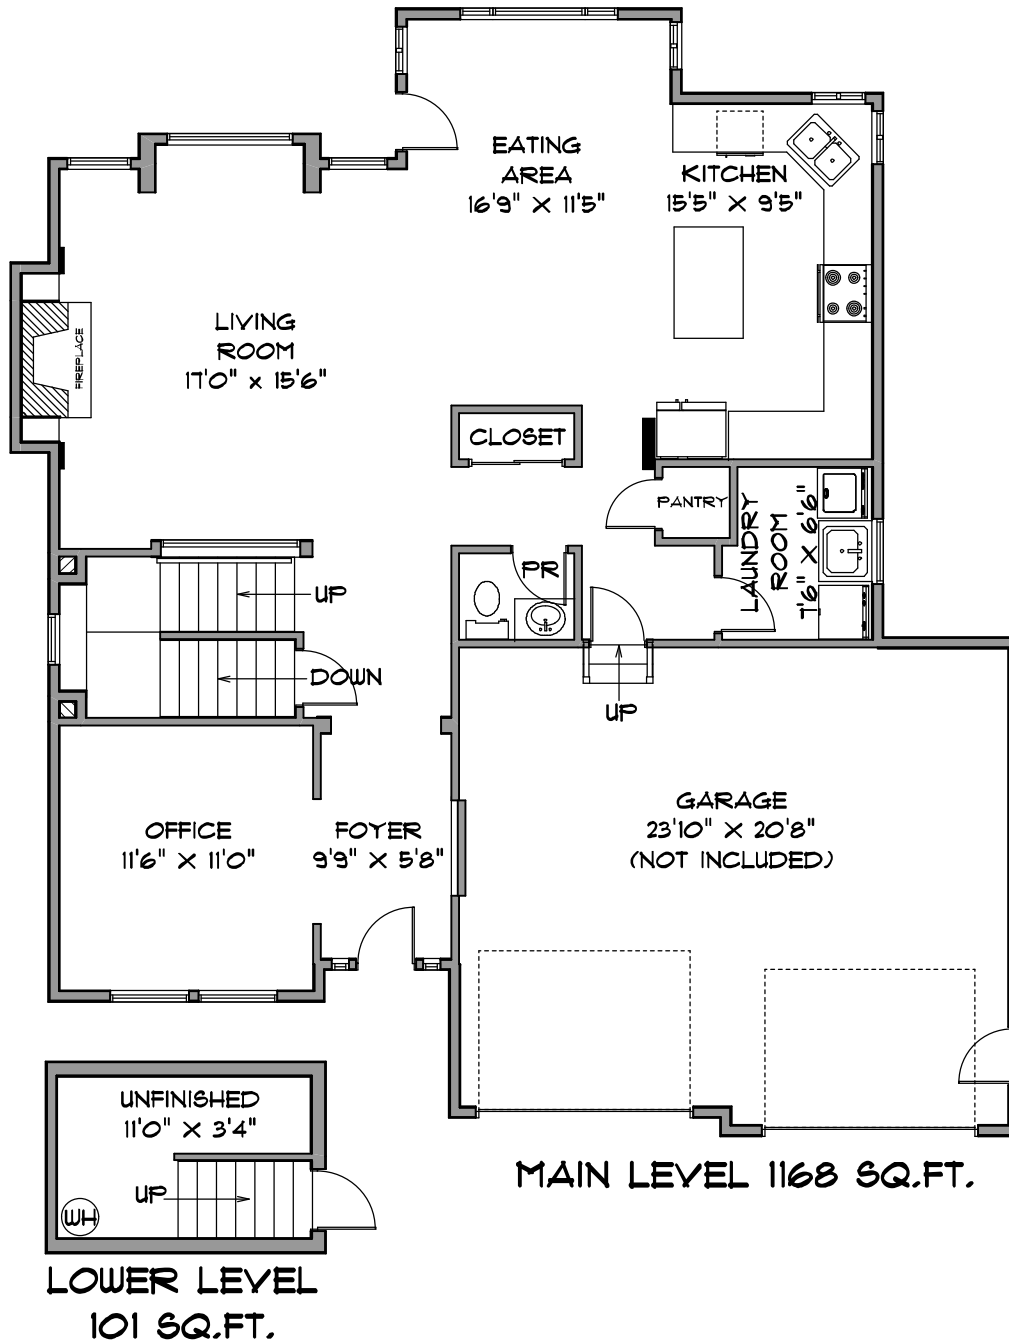 EATING
AREA
16'9" X 11'5"
KITCHEN
15'5" X 9'5"
LIVING
ROOM
17'0" x 15'6"
FIREPLACE
CLOSET
PANTRY
LAUNDRY
ROOM
7'6" X 6'6"
PR
UP
DOWN
UP
OFFICE
11'6" X 11'0"
FOYER
9'9" X 5'8"
GARAGE
23'10" X 20'8"
(NOT INCLUDED)
UNFINISHED
11'0" X 3'4"
UP
WH
MAIN LEVEL 1168 SQ.FT.
LOWER LEVEL
101 SQ.FT.